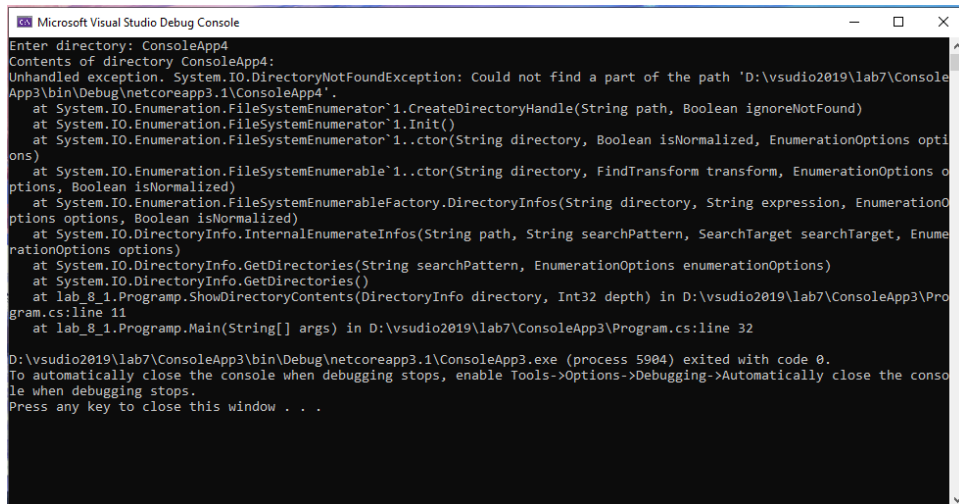 Microsoft Visual Studio Debug Console
Enter directory: ConsoleApp4
Contents of directory ConsoleApp4:
Unhandled exception. System.IO.DirectoryNotFoundException: Could not find a part of the path 'D:\vsudio2019\lab7\Console
App3\bin\Debug\netcoreapp3.1\ConsoleApp4'.
   at System.IO.Enumeration.FileSystemEnumerator`1.CreateDirectoryHandle(String path, Boolean ignoreNotFound)
   at System.IO.Enumeration.FileSystemEnumerator`1.Init()
   at System.IO.Enumeration.FileSystemEnumerator`1..ctor(String directory, Boolean isNormalized, EnumerationOptions opti
ons)
   at System.IO.Enumeration.FileSystemEnumerable`1..ctor(String directory, FindTransform transform, EnumerationOptions o
ptions, Boolean isNormalized)
   at System.IO.Enumeration.FileSystemEnumerableFactory.DirectoryInfos(String directory, String expression, EnumerationO
ptions options, Boolean isNormalized)
   at System.IO.DirectoryInfo.InternalEnumerateInfos(String path, String searchPattern, SearchTarget searchTarget, Enume
rationOptions options)
   at System.IO.DirectoryInfo.GetDirectories(String searchPattern, EnumerationOptions enumerationOptions)
   at System.IO.DirectoryInfo.GetDirectories()
   at lab_8_1.Programp.ShowDirectoryContents(DirectoryInfo directory, Int32 depth) in D:\vsudio2019\lab7\ConsoleApp3\Pro
gram.cs:line 11
   at lab_8_1.Programp.Main(String[] args) in D:\vsudio2019\lab7\ConsoleApp3\Program.cs:line 32

D:\vsudio2019\lab7\ConsoleApp3\bin\Debug\netcoreapp3.1\ConsoleApp3.exe (process 5904) exited with code 0.
To automatically close the console when debugging stops, enable Tools->Options->Debugging->Automatically close the conso
le when debugging stops.
Press any key to close this window . . .